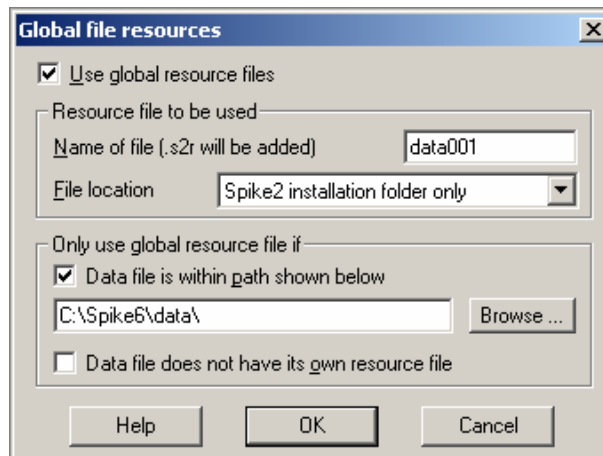 Global file resources
Use global resource files
Resource file to be used
Name of file (.s2r will be added) data001
File location Spike2 installation folder only
Only use global resource file if
Data file is within path shown below
C:\Spike6\data\ Browse ...
Data file does not have its own resource file
Help OK Cancel